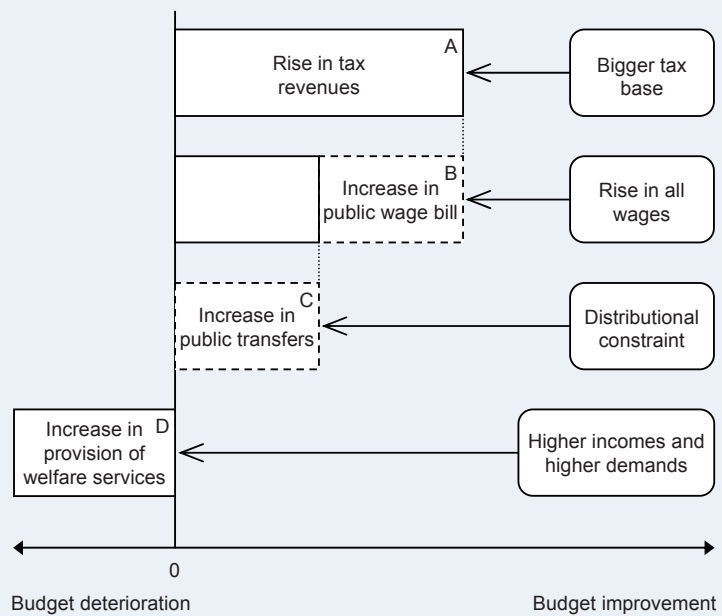 A
Rise in tax
revenues
Bigger tax
base
B
Increase in
public wage bill
Rise in all
wages
C
Increase in
public transfers
Distributional
constraint
D
Increase in
provision of
welfare services
Higher incomes and
higher demands
0
Budget deterioration
Budget improvement